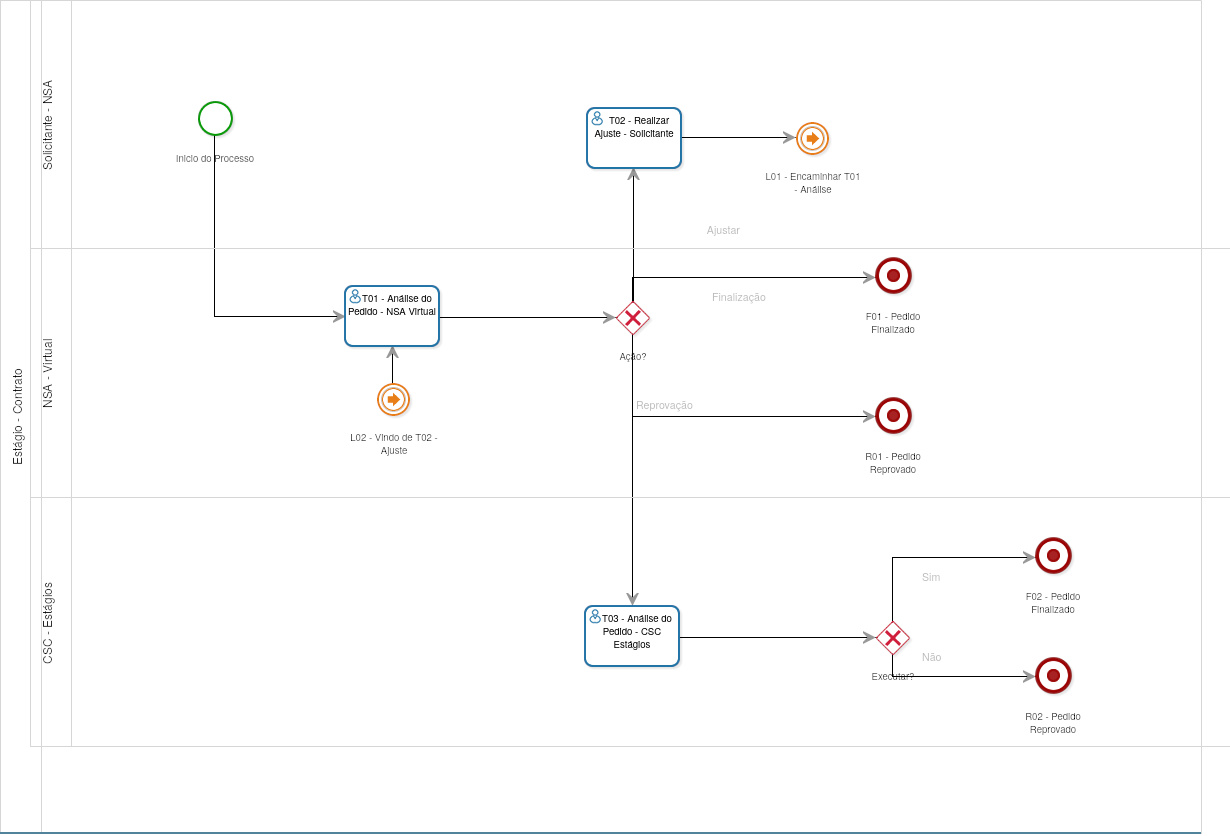 Estágio - Contrato
Solicitante - NSA
Início do Processo
T02 - Realizar
Ajuste - Solicitante
L01 - Encaminhar T01
- Análise
Ajustar
NSA - Virtual
T01 - Análise do
Pedido - NSA Virtual
L02 - Vindo de T02 -
Ajuste
Ação?
Finalização
F01 - Pedido
Finalizado
Reprovação
R01 - Pedido
Reprovado
CSC - Estágios
T03 - Análise do
Pedido - CSC
Estágios
Executar?
Sim
F02 - Pedido
Finalizado
Não
R02 - Pedido
Reprovado